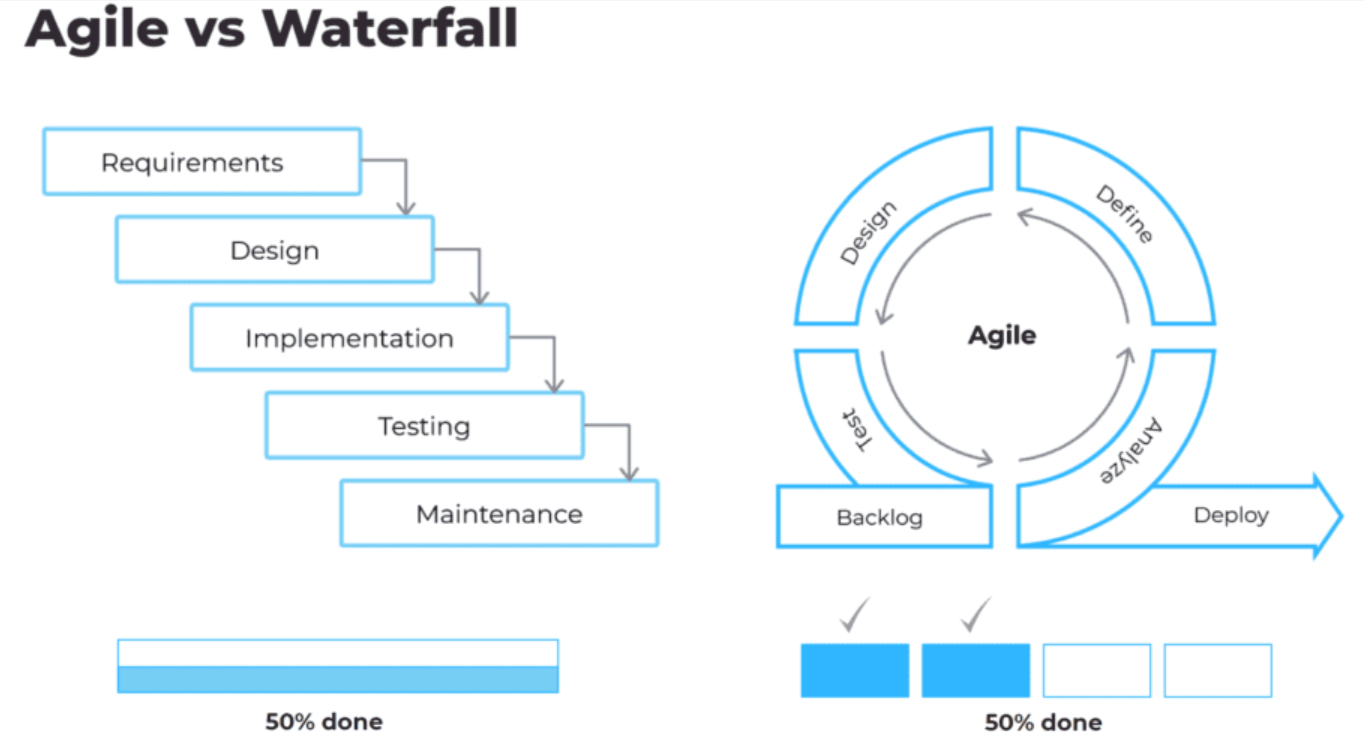 Agile vs Waterfall
Requirements
Design
Implementation
Testing
Maintenance
50% done
Design
Define
Agile
Test
Analyze
Backlog
Deploy
50% done